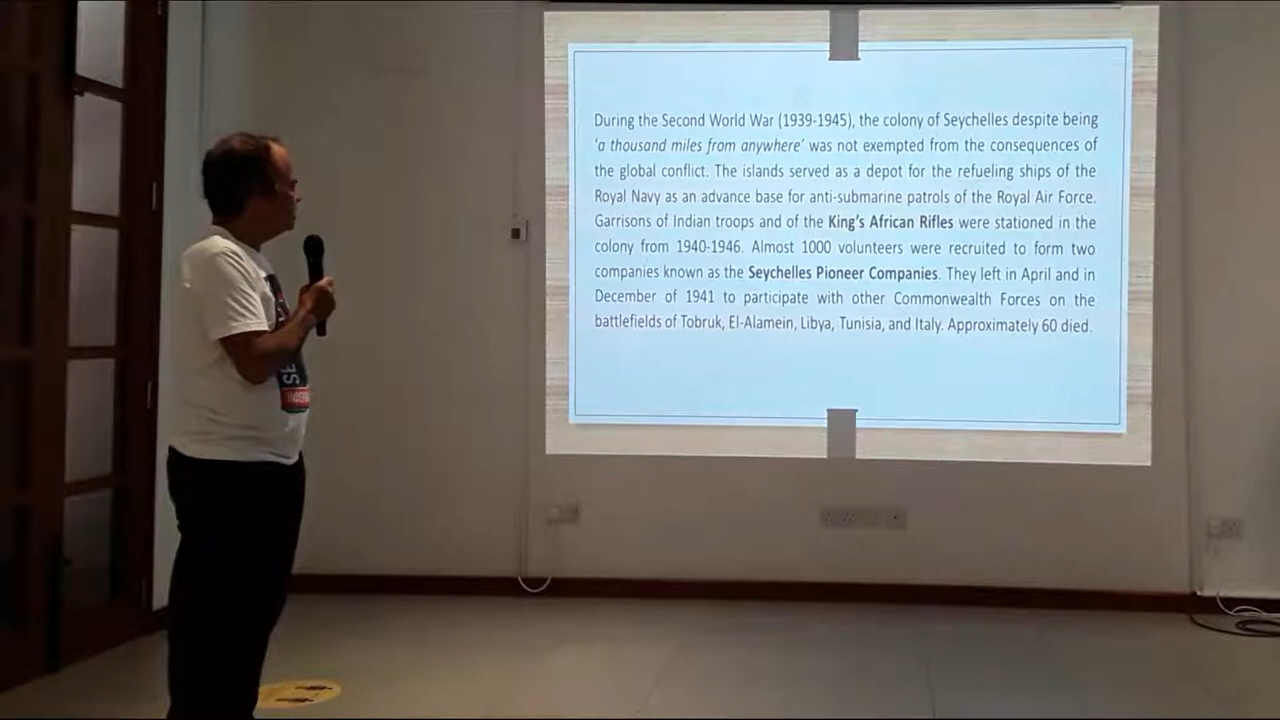 During the Second World War (1939-1945), the colony of Seychelles despite being
'a thousand miles from anywhere' was not exempted from the consequences of
the global conflict. The islands served as a depot for the refueling ships of the
Royal Navy as an advance base for anti-submarine patrols of the Royal Air Force.
Garrisons of Indian troops and of the King's African Rifles were stationed in the
colony from 1940-1946. Almost 1000 volunteers were recruited to form two
companies known as the Seychelles Pioneer Companies. They left in April and in
December of 1941 to participate with other Commonwealth Forces on the
battlefields of Tobruk, El-Alamein, Libya, Tunisia, and Italy. Approximately 60 died.
SE